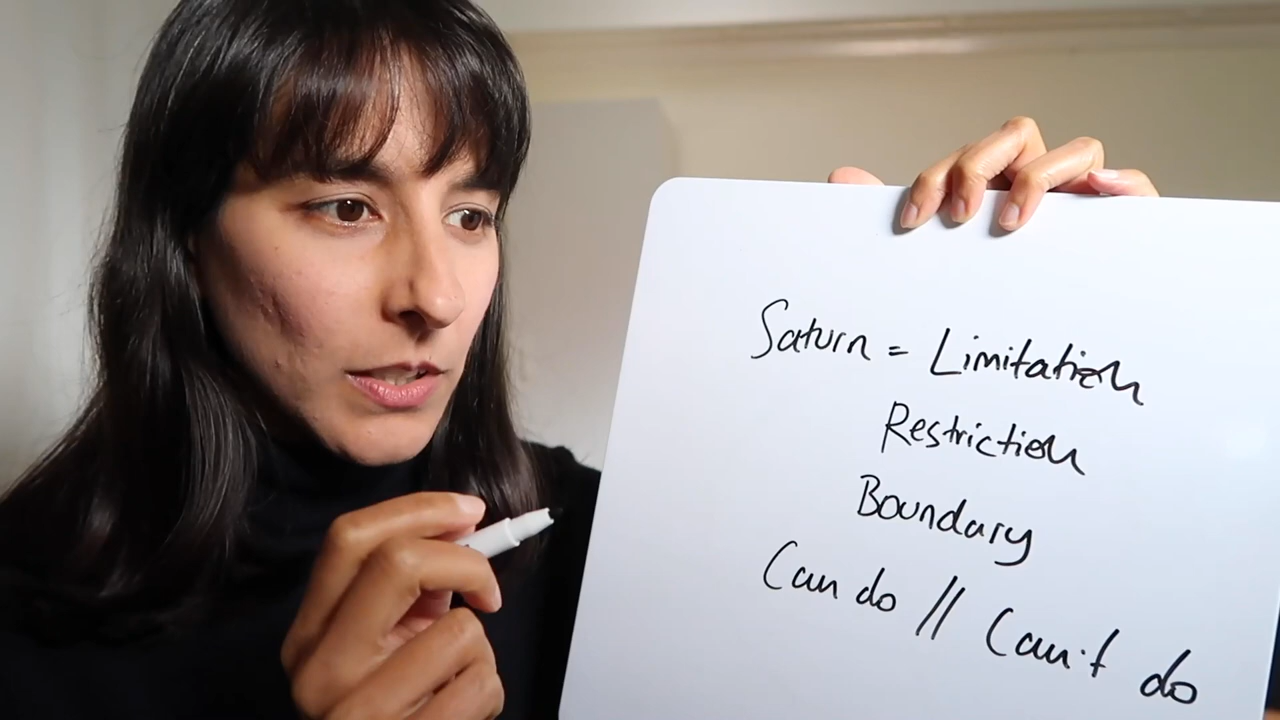 Saturn = Limitation
Restriction
Boundary
Can do // Can't do